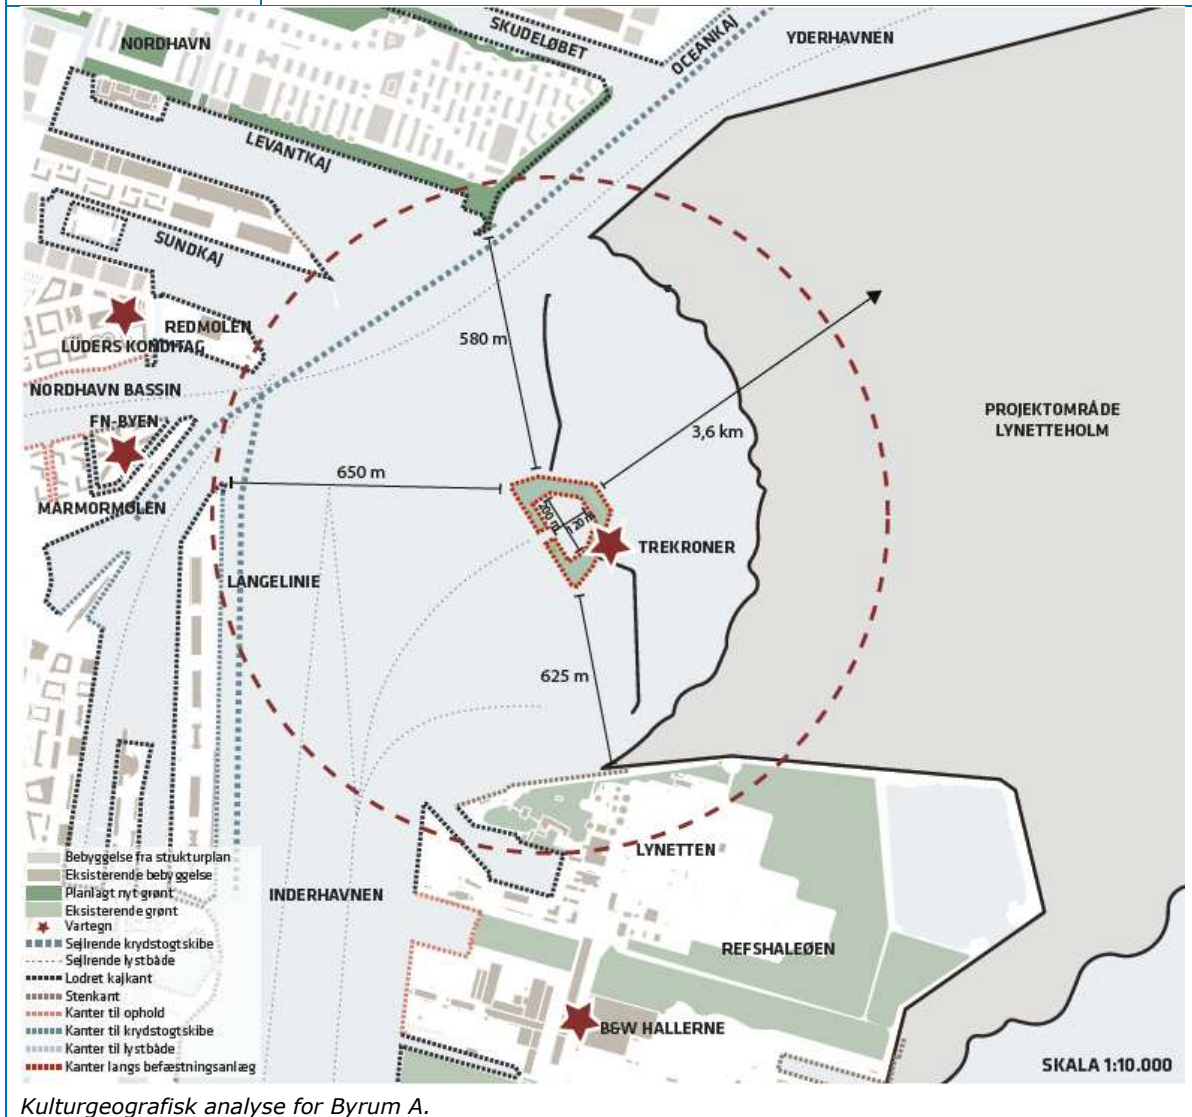 NORDHAVN
SKUDELØBET
OCEANKAJ
YDERHAVNEN
LEVANTKAJ
SUNDKAJ
REDMOLEN
LÜDERS KONDITAG
NORDHAVN BASSIN
FN-BYEN
MARMORMOLEN
580 m
3,6 km
PROJEKTOMRÅDE
LYNETTEHOLM
650 m
200 m
120 m
TREKRONER
LANGELINIE
625 m
LYNETTEN
INDERHAVNEN
REFSHALEØEN
B&W HALLERNE
Bebyggelse fra strukturplan
Eksisterende bebyggelse
Planlagt nyt grønt
Eksisterende grønt
Vartegn
Sejlrende krydstogtskibe
Sejlrende lystbåde
Lodret kajkant
Stenkant
Kanter til ophold
Kanter til krydstogtskibe
Kanter til lystbåde
Kanter langs befæstningsanlæg
SKALA 1:10.000
Kulturgeografisk analyse for Byrum A.